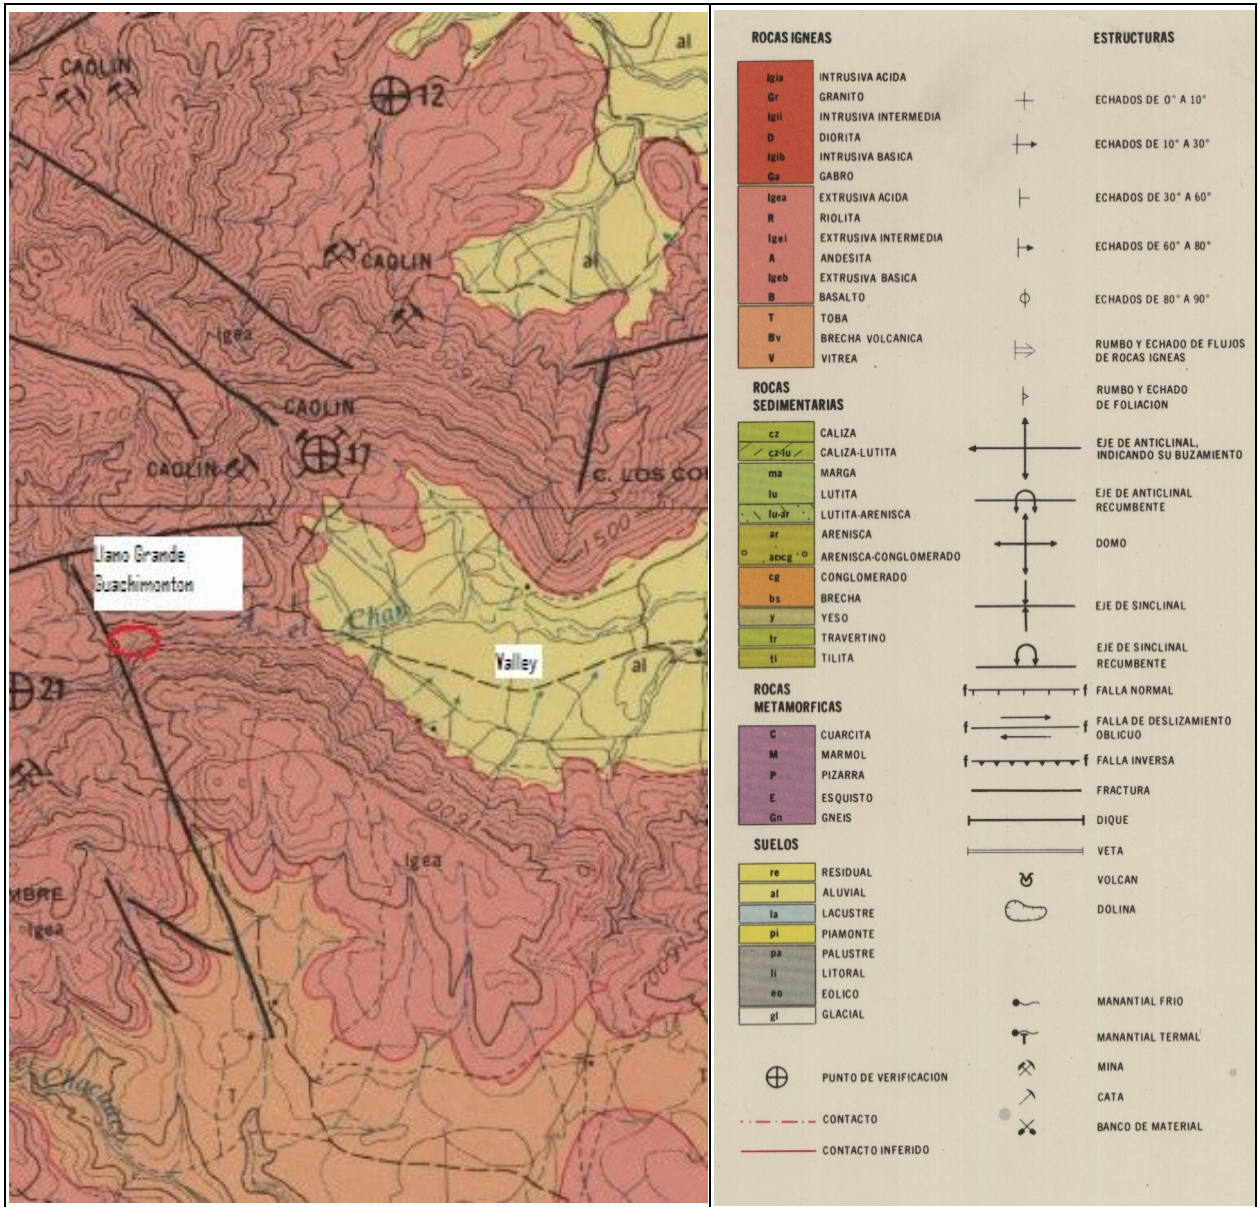 CAOLIN
12
al
CAOLIN
al
Igea
1700
CAOLIN
17
CAOLIN
C. LOS CO
1500
Llano Grande
Guachimonton
Valley
al
21
1600
Igea
MBRE
Igea
1600
T
ROCAS IGNEAS
Igia INTRUSIVA ACIDA
Gr GRANITO
Igii INTRUSIVA INTERMEDIA
D DIORITA
Igib INTRUSIVA BASICA
Ga GABRO
Igea EXTRUSIVA ACIDA
R RIOLITA
Igei EXTRUSIVA INTERMEDIA
A ANDESITA
Igeb EXTRUSIVA BASICA
B BASALTO
T TOBA
Bv BRECHA VOLCANICA
V VITREA
ROCAS
SEDIMENTARIAS
cz CALIZA
cz-lu CALIZA-LUTITA
ma MARGA
lu LUTITA
lu-ar LUTITA-ARENISCA
ar ARENISCA
ar-cg ARENISCA-CONGLOMERADO
cg CONGLOMERADO
bs BRECHA
y YESO
tr TRAVERTINO
ti TILITA
ROCAS
METAMORFICAS
C CUARCITA
M MARMOL
P PIZARRA
E ESQUISTO
Gn GNEIS
SUELOS
re RESIDUAL
al ALUVIAL
la LACUSTRE
pi PIAMONTE
pa PALUSTRE
li LITORAL
eo EOLICO
gl GLACIAL
PUNTO DE VERIFICACION
CONTACTO
CONTACTO INFERIDO
ESTRUCTURAS
ECHADOS DE 0° A 10°
ECHADOS DE 10° A 30°
ECHADOS DE 30° A 60°
ECHADOS DE 60° A 80°
ECHADOS DE 80° A 90°
RUMBO Y ECHADO DE FLUJOS
DE ROCAS IGNEAS
RUMBO Y ECHADO
DE FOLIACION
EJE DE ANTICLINAL,
INDICANDO SU BUZAMIENTO
EJE DE ANTICLINAL
RECUMBENTE
DOMO
EJE DE SINCLINAL
EJE DE SINCLINAL
RECUMBENTE
f f FALLA NORMAL
f f FALLA DE DESLIZAMIENTO
OBLICUO
f f FALLA INVERSA
FRACTURA
DIQUE
VETA
VOLCAN
DOLINA
MANANTIAL FRIO
MANANTIAL TERMAL
MINA
CATA
BANCO DE MATERIAL